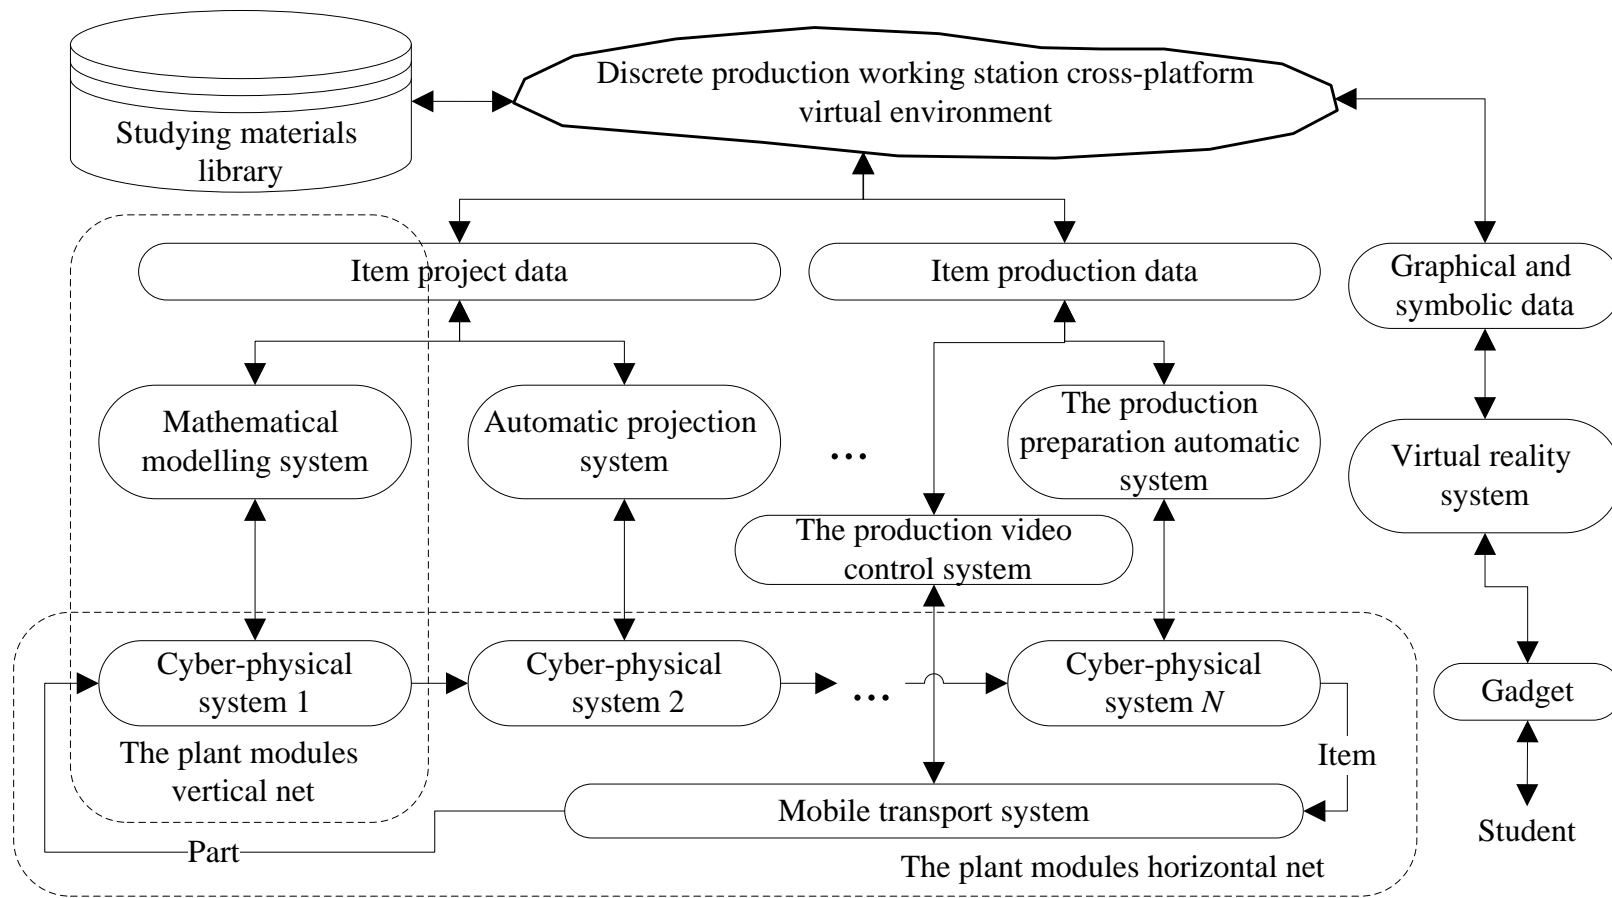 Discrete production working station cross-platform
virtual environment
Studying materials
library
Item project data
Item production data
Graphical and
symbolic data
Mathematical
modelling system
Automatic projection
system
...
The production
preparation automatic
system
Virtual reality
system
The production video
control system
Cyber-physical
system 1
Cyber-physical
system 2
...
Cyber-physical
system N
Gadget
The plant modules
vertical net
Item
Mobile transport system
Student
Part
The plant modules horizontal net